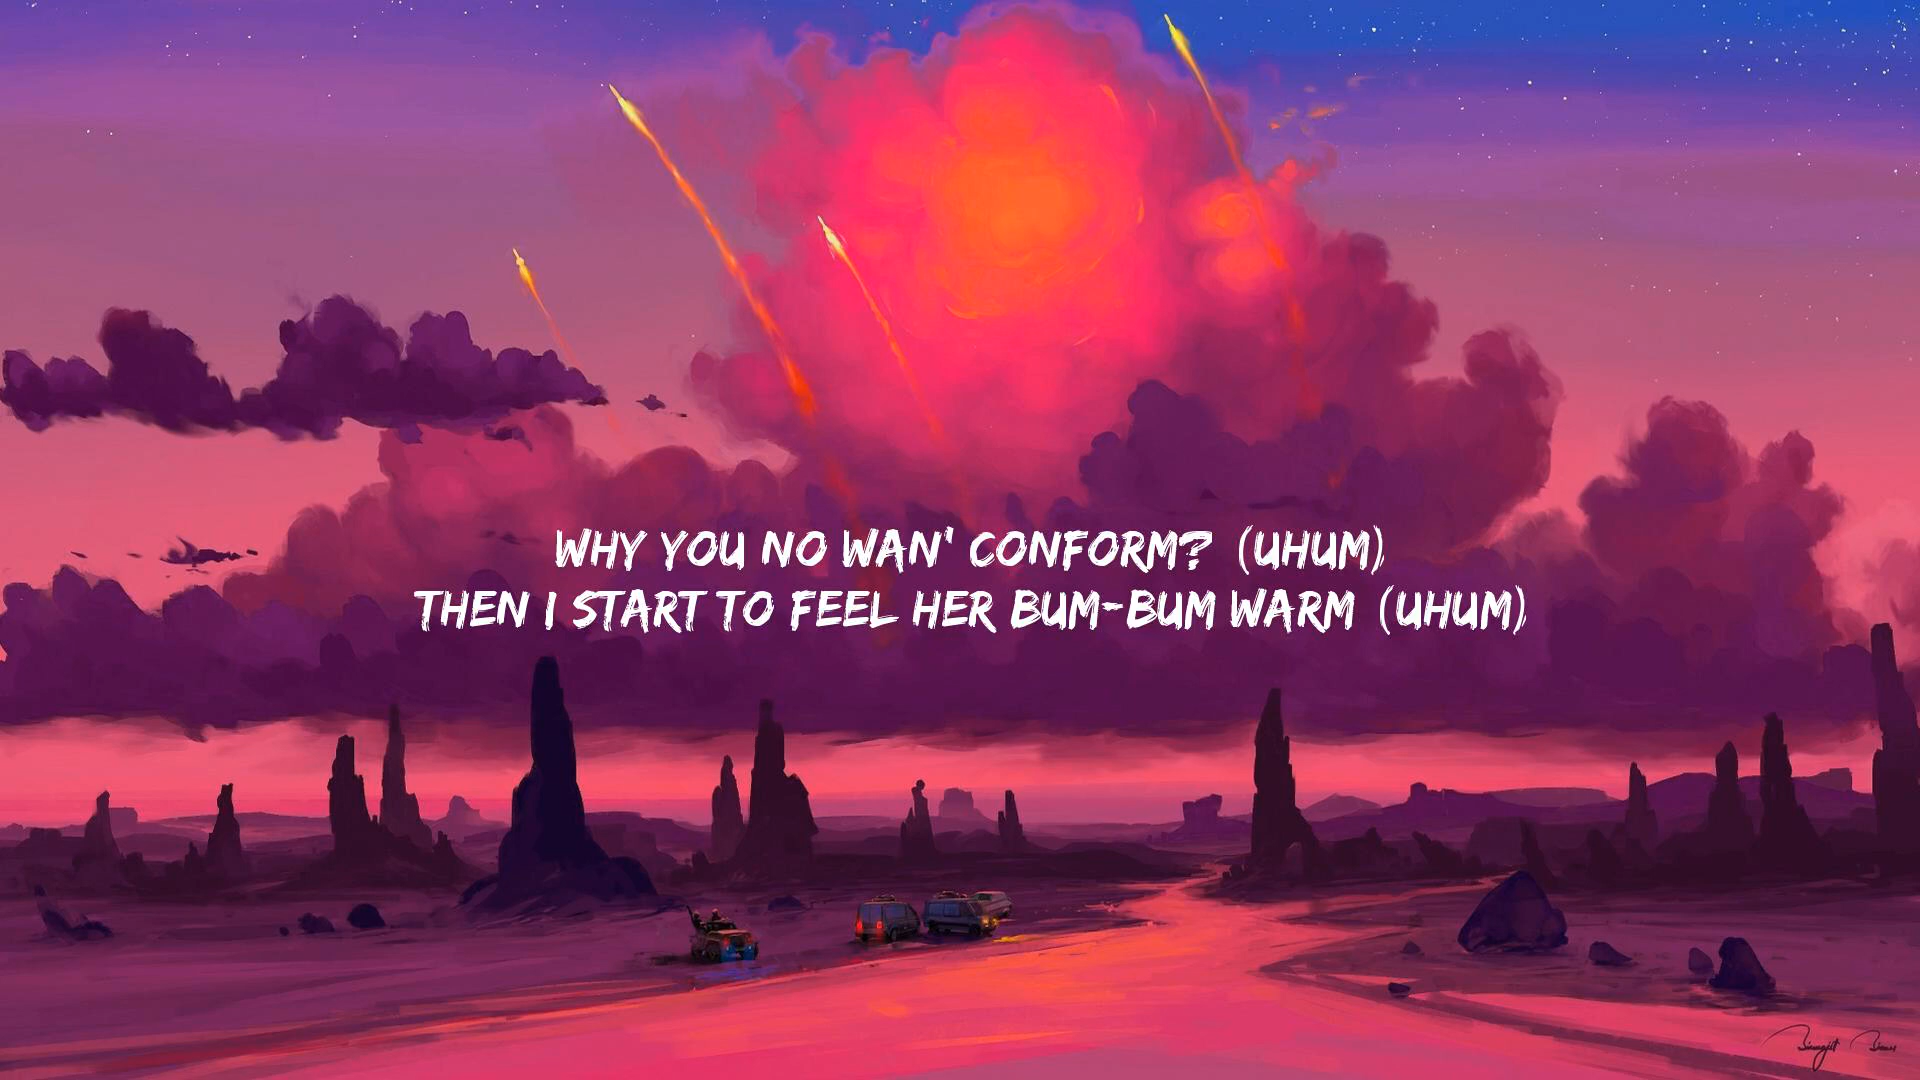 WHY YOU NO WAN' CONFORM? (UHUM)
THEN I START TO FEEL HER BUM-BUM WARM (UHUM)